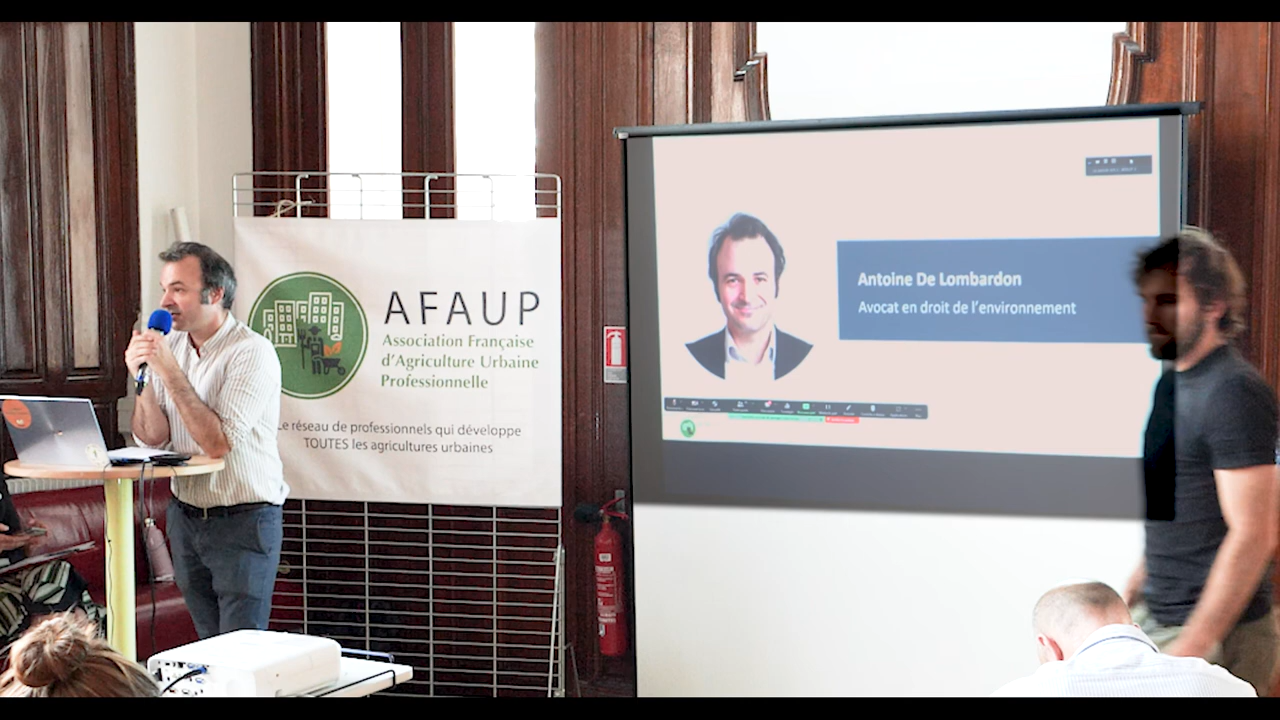 AFAUP
Association Française
d'Agriculture Urbaine
Professionnelle
Le réseau de professionnels qui développe
TOUTES les agricultures urbaines
Antoine De Lombardon
Avocat en droit de l'environnement